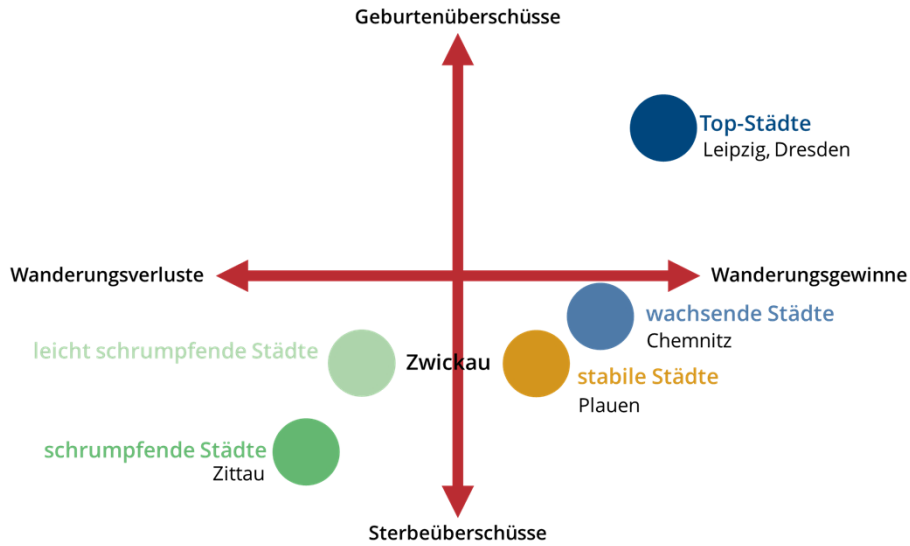 Geburtenüberschüsse
Top-Städte
Leipzig, Dresden
Wanderungsverluste
Wanderungsgewinne
wachsende Städte
Chemnitz
leicht schrumpfende Städte
Zwickau
stabile Städte
Plauen
schrumpfende Städte
Zittau
Sterbeüberschüsse